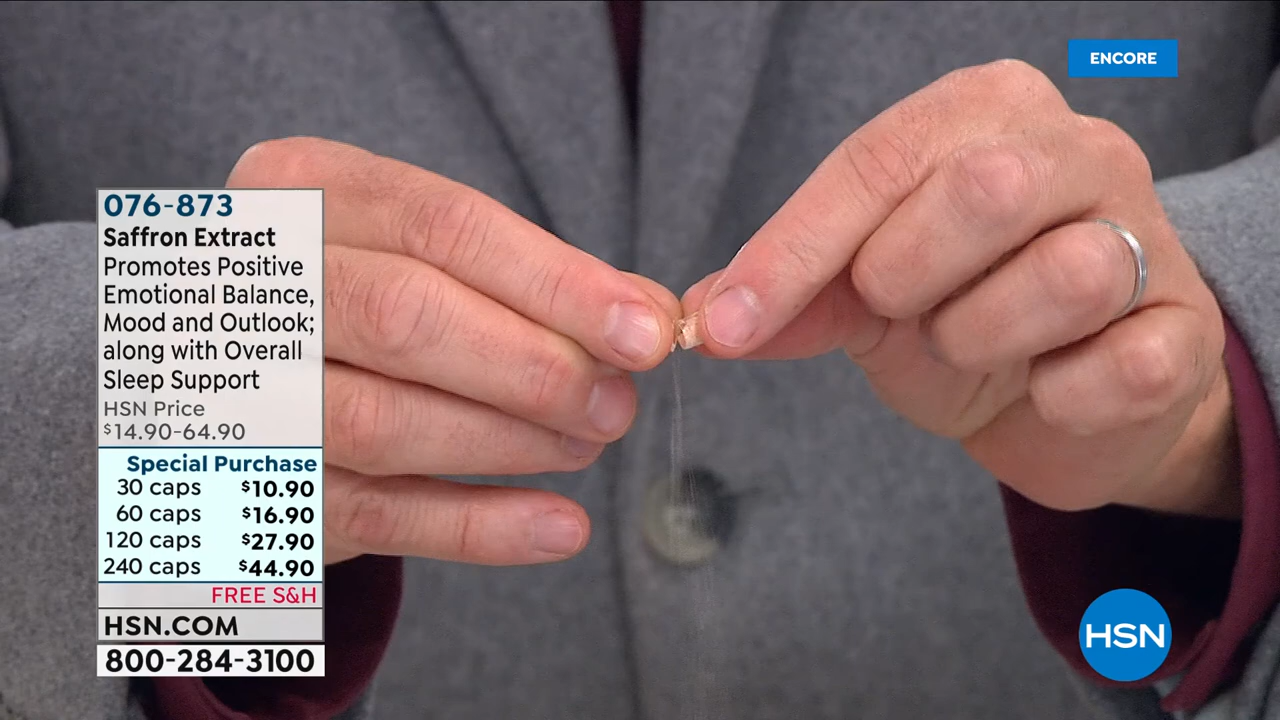 ENCORE
076-873
Saffron Extract
Promotes Positive
Emotional Balance,
Mood and Outlook;
along with Overall
Sleep Support
HSN Price
$14.90-64.90
Special Purchase
30 caps $10.90
60 caps $16.90
120 caps $27.90
240 caps $44.90
FREE S&H
HSN.COM
800-284-3100
HSN